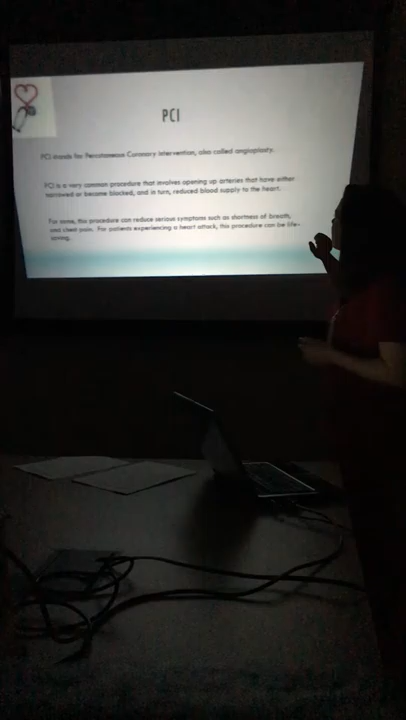 PCI
PCI stands for Percutaneous Coronary Intervention, also called angioplasty.
PCI is a very common procedure that involves opening up arteries that have either
narrowed or become blocked, and in turn, reduced blood supply to the heart.
For some, this procedure can reduce serious symptoms such as shortness of breath,
and chest pain. For patients experiencing a heart attack, this procedure can be life-
saving.